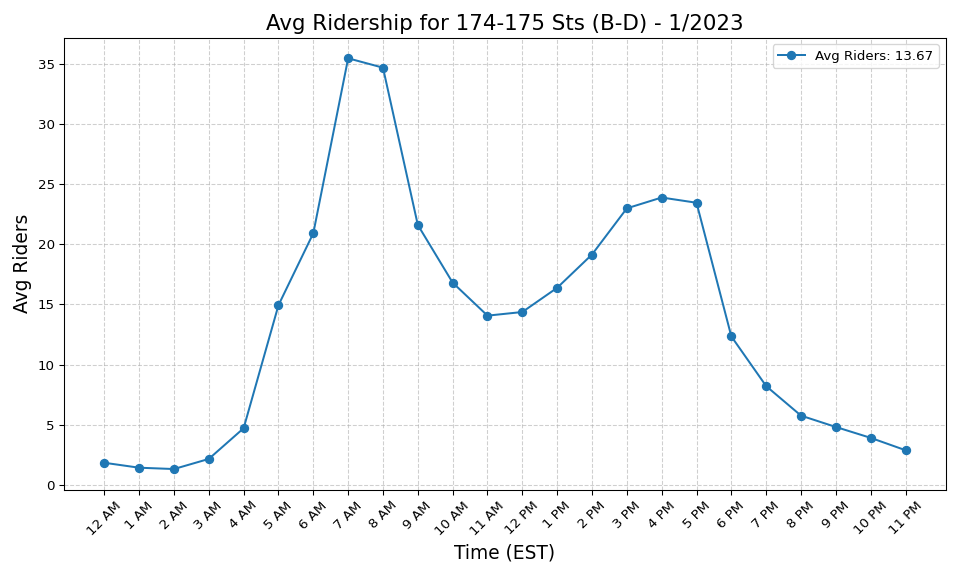 Avg Ridership for 174-175 Sts (B-D) - 1/2023
Avg Riders: 13.67
35
30
25
20
15
10
5
0
Avg Riders
12 AM
1 AM
2 AM
3 AM
4 AM
5 AM
6 AM
7 AM
8 AM
9 AM
10 AM
11 AM
12 PM
1 PM
2 PM
3 PM
4 PM
5 PM
6 PM
7 PM
8 PM
9 PM
10 PM
11 PM
Time (EST)